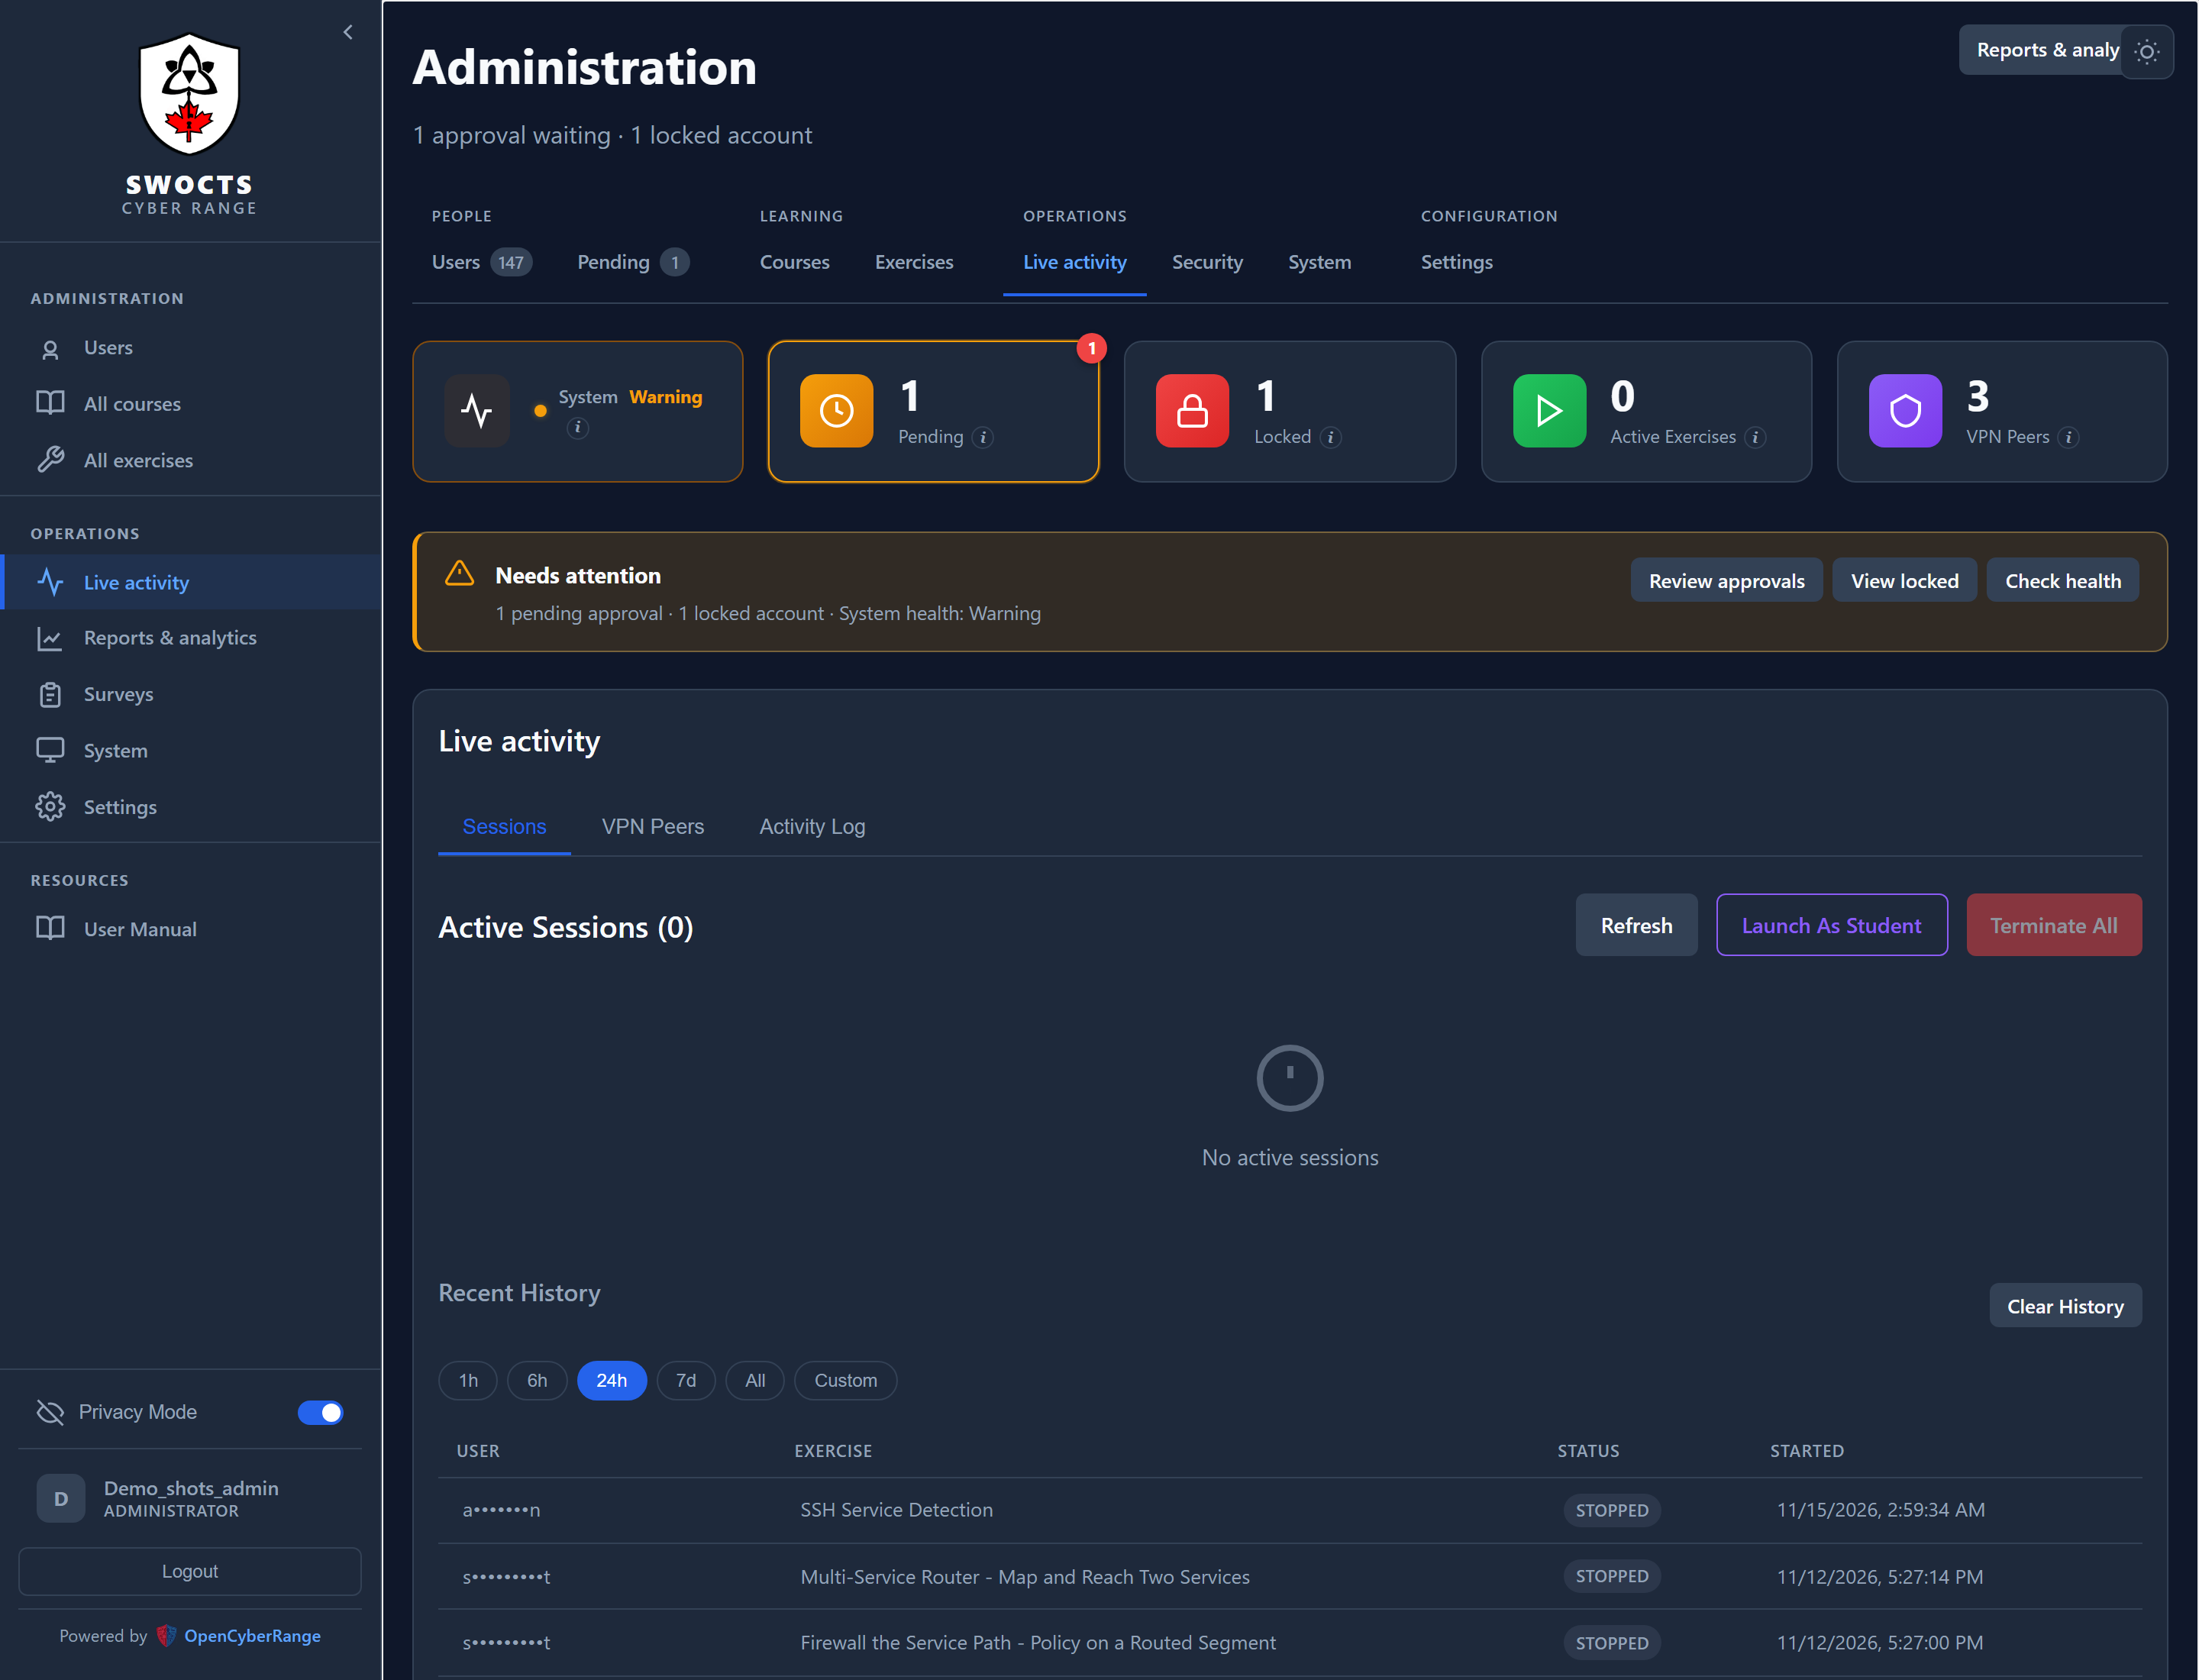 SWOCTS
CYBER RANGE
ADMINISTRATION
Users
All courses
All exercises
OPERATIONS
Live activity
Reports & analytics
Surveys
System
Settings
RESOURCES
User Manual
Privacy Mode
D
Demo_shots_admin
ADMINISTRATOR
Logout
Powered by OpenCyberRange
Administration
Reports & analy
1 approval waiting · 1 locked account
PEOPLE
Users 147 Pending 1
LEARNING
Courses Exercises
OPERATIONS
Live activity Security System
CONFIGURATION
Settings
System Warning
i
1
1
Pending i
1
Locked i
0
Active Exercises i
3
VPN Peers i
Needs attention
1 pending approval · 1 locked account · System health: Warning
Review approvals View locked Check health
Live activity
Sessions VPN Peers Activity Log
Active Sessions (0)
Refresh Launch As Student Terminate All
No active sessions
Recent History
Clear History
1h 6h 24h 7d All Custom
USER EXERCISE STATUS STARTED
a•••••••n SSH Service Detection STOPPED 11/15/2026, 2:59:34 AM
s•••••••••t Multi-Service Router - Map and Reach Two Services STOPPED 11/12/2026, 5:27:14 PM
s•••••••••t Firewall the Service Path - Policy on a Routed Segment STOPPED 11/12/2026, 5:27:00 PM